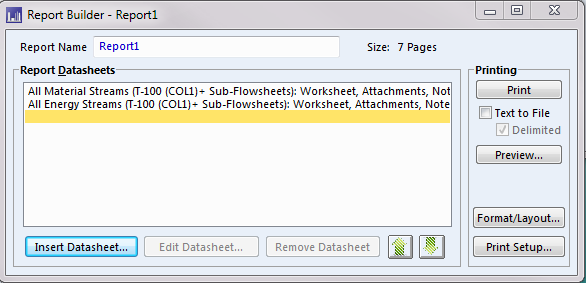 Report Builder - Report1
Report Name Report1 Size: 7 Pages
Report Datasheets
All Material Streams (T-100 (COL1)+ Sub-Flowsheets): Worksheet, Attachments, Not
All Energy Streams (T-100 (COL1)+ Sub-Flowsheets): Worksheet, Attachments, Note
Insert Datasheet... Edit Datasheet... Remove Datasheet
Printing
Print
Text to File
Delimited
Preview...
Format/Layout...
Print Setup...